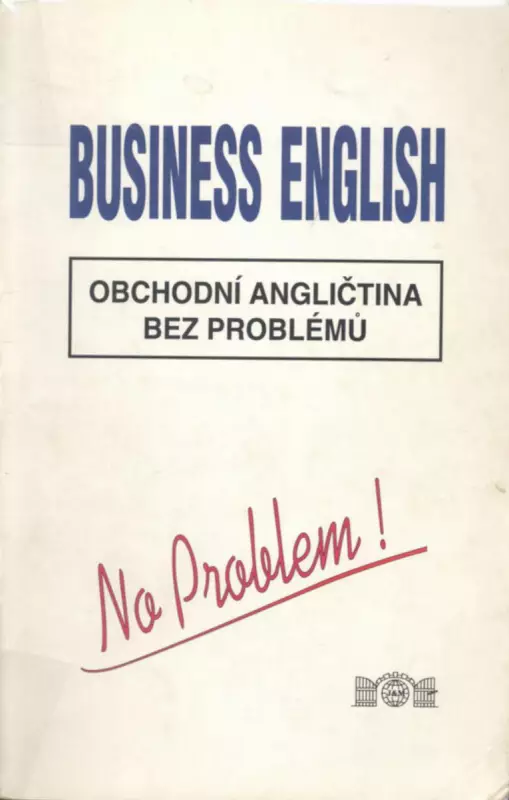 BUSINESS ENGLISH
OBCHODNÍ ANGLIČTINA
BEZ PROBLÉMŮ
No Problem!
J&M